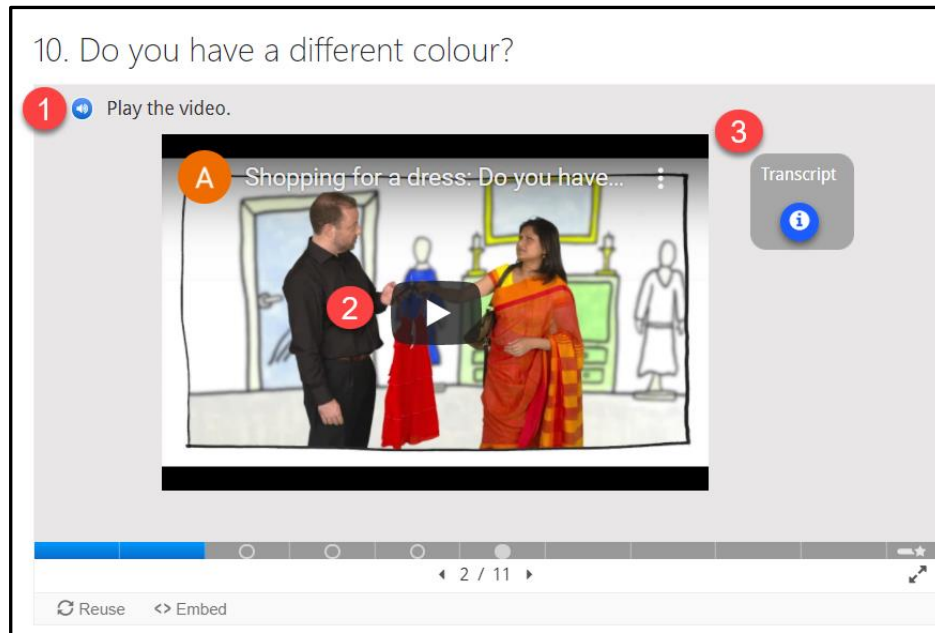 10. Do you have a different colour?
1 Play the video.
3
A Shopping for a dress: Do you have...
Transcript
i
2
2 / 11
Reuse <> Embed